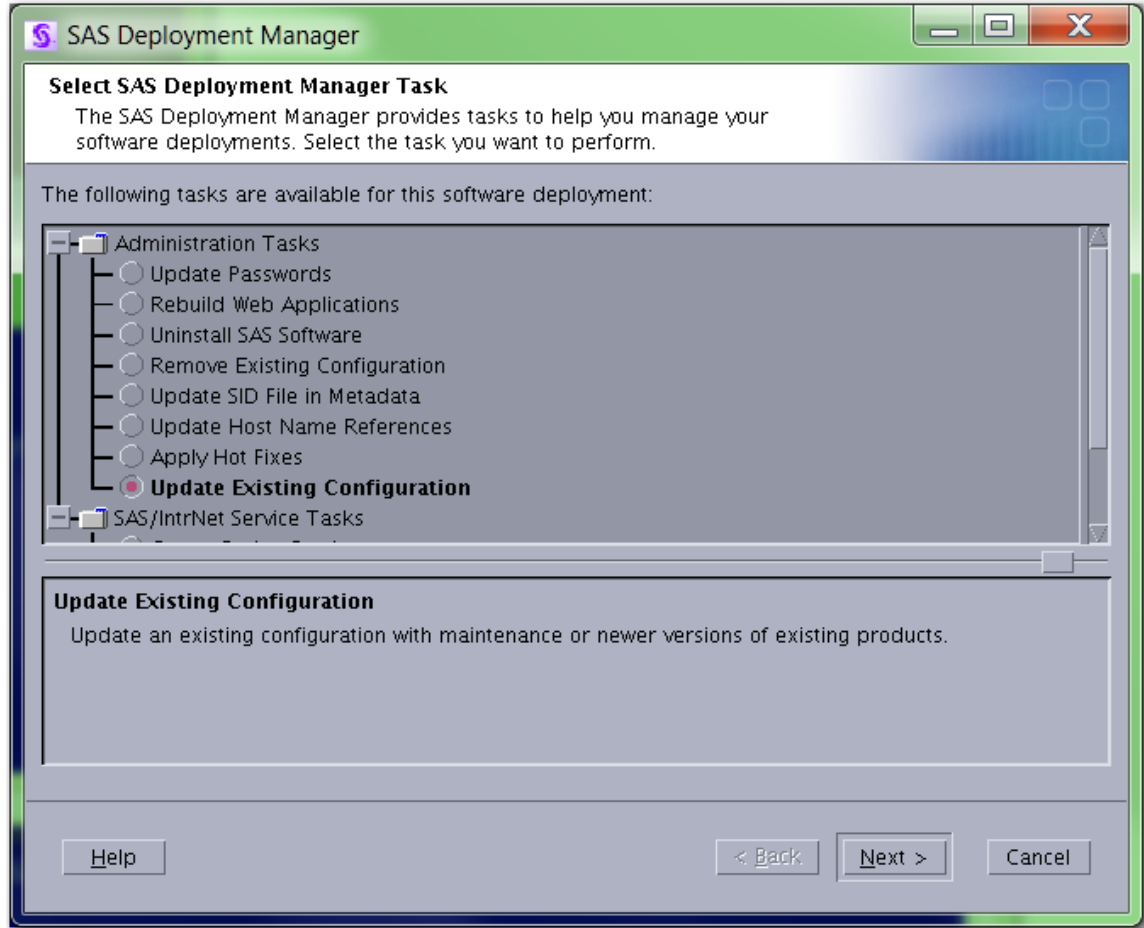 SAS Deployment Manager
Select SAS Deployment Manager Task
The SAS Deployment Manager provides tasks to help you manage your
software deployments. Select the task you want to perform.
The following tasks are available for this software deployment:
Administration Tasks
Update Passwords
Rebuild Web Applications
Uninstall SAS Software
Remove Existing Configuration
Update SID File in Metadata
Update Host Name References
Apply Hot Fixes
Update Existing Configuration
SAS/IntrNet Service Tasks
Update Existing Configuration
Update an existing configuration with maintenance or newer versions of existing products.
Help
< Back
Next >
Cancel